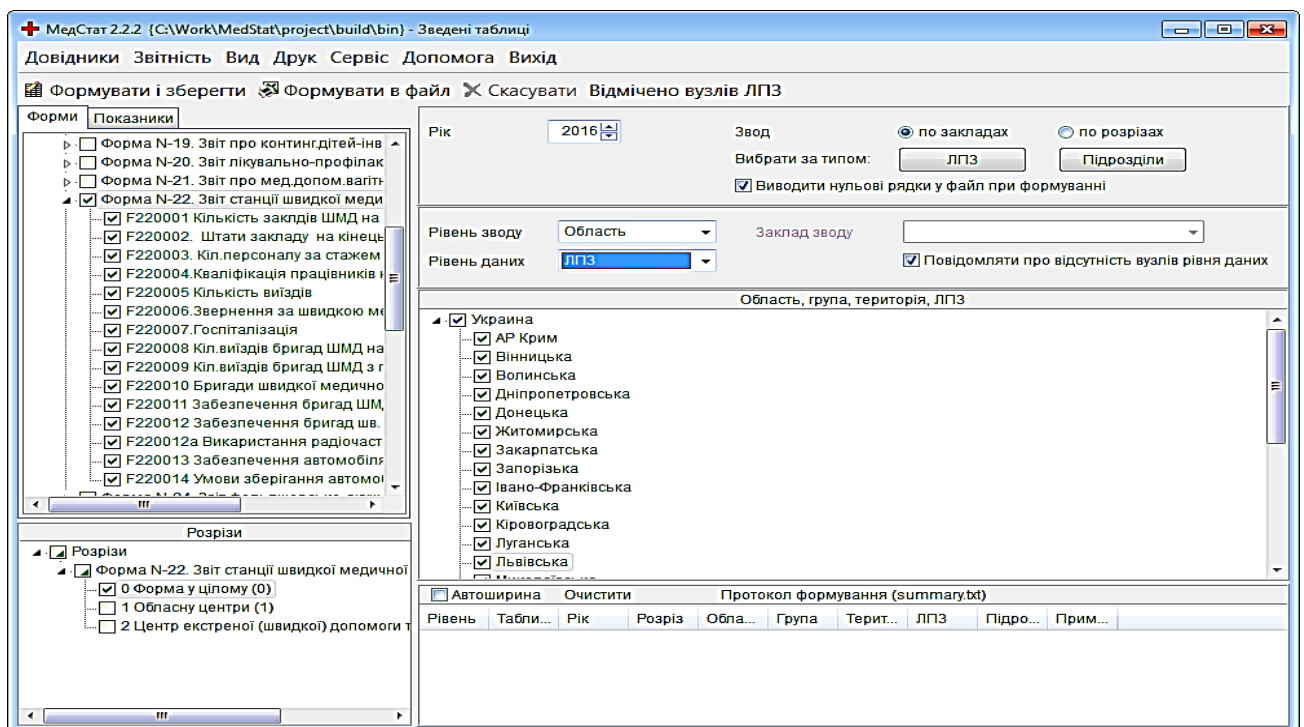 МедСтат 2.2.2 {C:\Work\MedStat\project\build\bin} - Зведені таблиці
Довідники Звітність Вид Друк Сервіс Допомога Вихід
Формувати і зберегти Формувати в файл Скасувати Відмічено вузлів ЛПЗ
Форми Показники
Форма N-19. Звіт про континг.дітей-інв
Форма N-20. Звіт лікувально-профілак
Форма N-21. Звіт про мед.допом.вагітн
Форма N-22. Звіт станції швидкої меди
F220001 Кількість заклдів ШМД на
F220002. Штати закладу на кінець
F220003. Кіл.персоналу за стажем
F220004.Кваліфікація працівників н
F220005 Кількість виїздів
F220006.Звернення за швидкою ме
F220007.Госпіталізація
F220008 Кіл.виїздів бригад ШМД на
F220009 Кіл.виїздів бригад ШМД з г
F220010 Бригади швидкої медично
F220011 Забезпечення бригад ШМ,
F220012 Забезпечення бригад шв.
F220012a Викаристання радіочаст
F220013 Забезпечення автомобіля
F220014 Умови зберігання автомо
Розрізи
Розрізи
Форма N-22. Звіт станції швидкої медичної
0 Форма у цілому (0)
1 Обласну центри (1)
2 Центр екстреної (швидкої) допомоги т
Рік 2016 Звод по закладах по розрізах
Вибрати за типом: ЛПЗ Підрозділи
Виводити нульові рядки у файл при формуванні
Рівень зводу Область Заклад зводу
Рівень даних ЛПЗ Повідомляти про відсутність вузлів рівня даних
Область, група, територія, ЛПЗ
Украина
АР Крим
Вінницька
Волинська
Дніпропетровська
Донецька
Житомирська
Закарпатська
Запорізька
Івано-Франківська
Київська
Кіровоградська
Луганська
Львівська
Автоширина Очистити Протокол формування (summary.txt)
Рівень Табли... Рік Розріз Обла... Група Терит... ЛПЗ Підро... Прим...